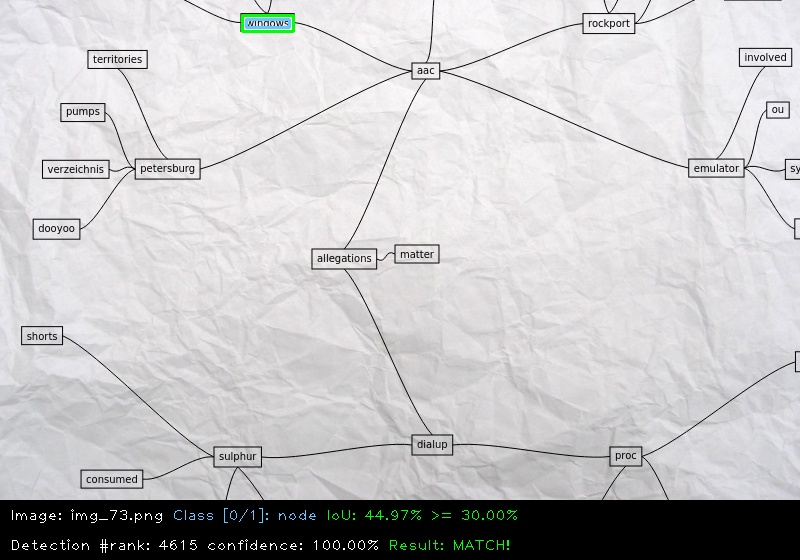 windows
rockport
aac
territories
involved
pumps
ou
verzeichnis
petersburg
emulator
sy
dooyoo
allegations
matter
shorts
dialup
sulphur
proc
consumed
Image: img_73.png Class [0/1]: node IoU: 44.97% >= 30.00%
Detection #rank: 4615 confidence: 100.00% Result: MATCH!